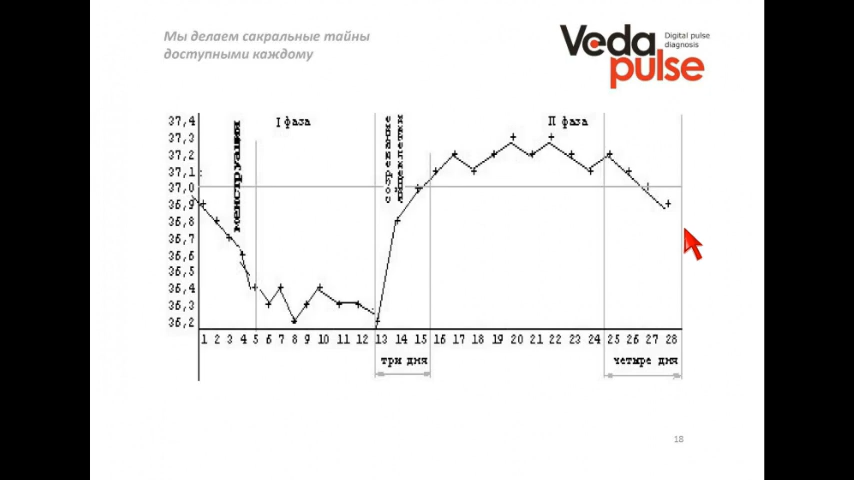 Мы делаем сакральные тайны
доступными каждому
Veda
pulse
Digital pulse
diagnosis
I фаза
менструация
созревание
яйцеклетки
II фаза
37,4
37,3
37,2
37,1
37,0
36,9
36,8
36,7
36,6
36,5
36,4
36,3
36,2
1 2 3 4 5 6 7 8 9 10 11 12 13 14 15 16 17 18 19 20 21 22 23 24 25 26 27 28
три дня
четыре дня
18